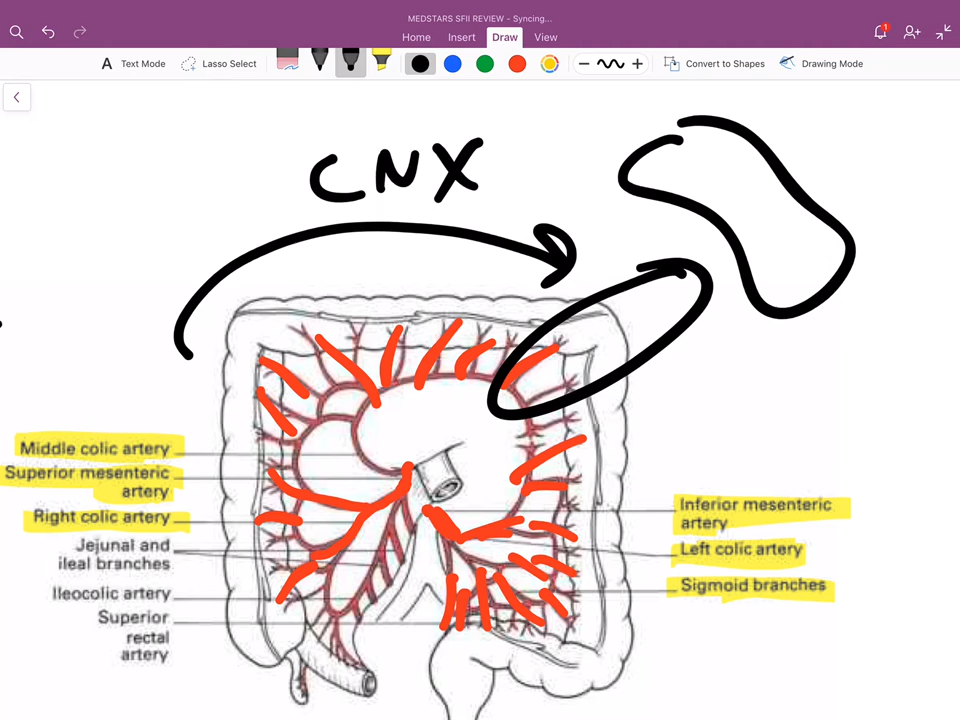 MEDSTARS SFII REVIEW - Syncing...
Home Insert Draw View
1
A Text Mode Lasso Select Convert to Shapes Drawing Mode
CNX
Middle colic artery
Superior mesenteric
artery
Right colic artery
Jejunal and
ileal branches
Ileocolic artery
Superior
rectal
artery
Inferior mesenteric
artery
Left colic artery
Sigmoid branches